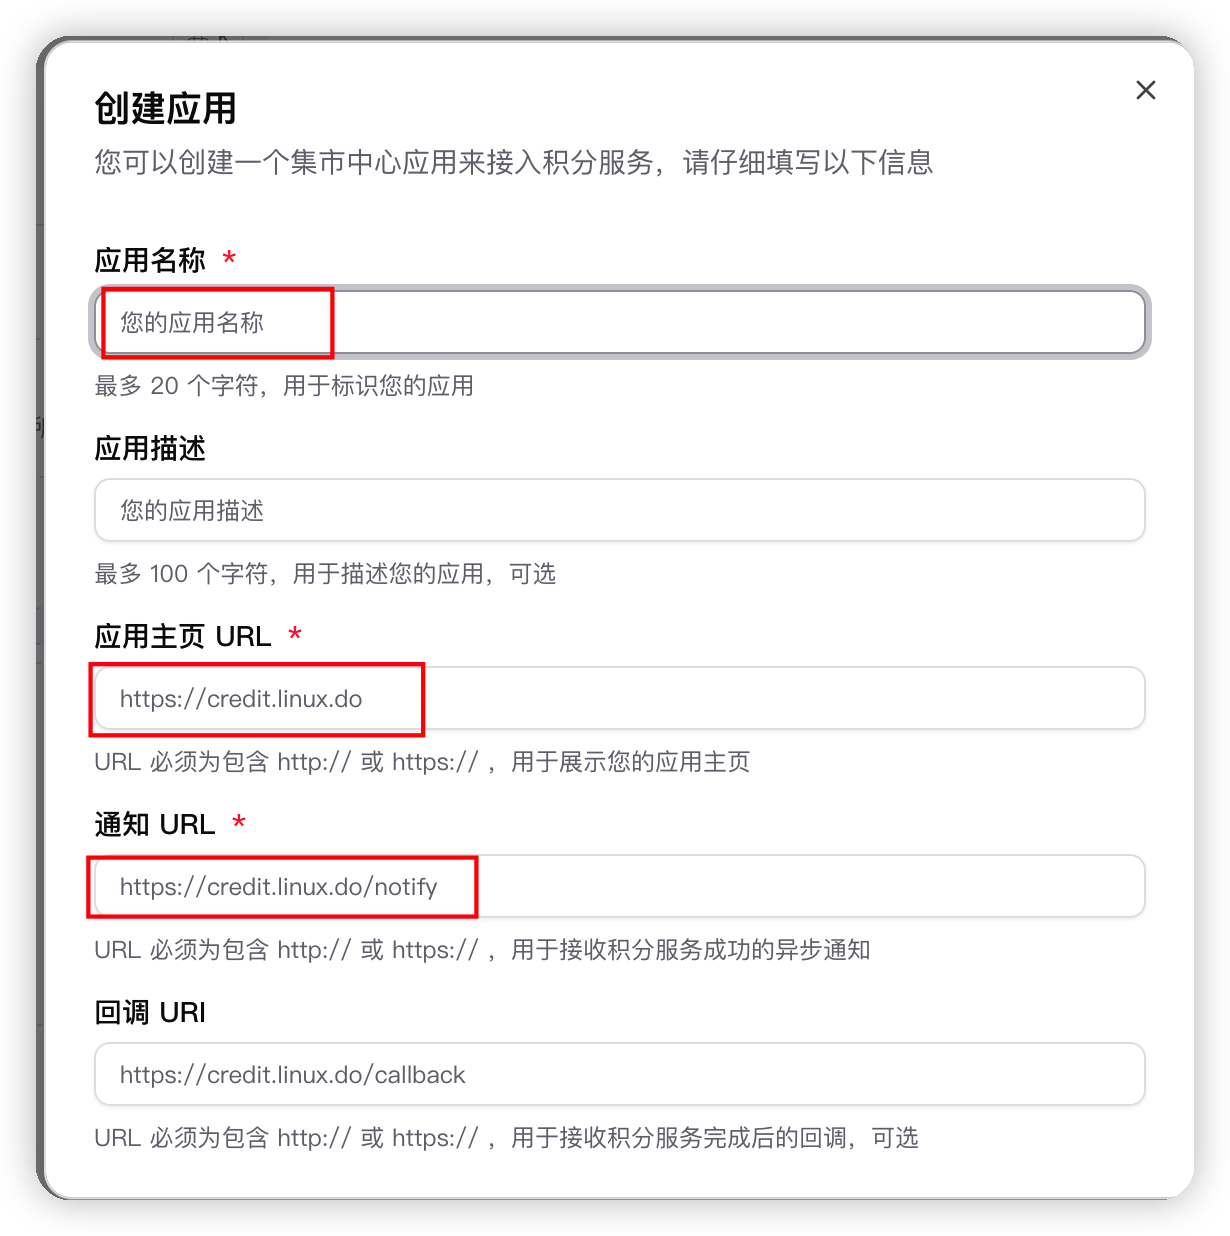 创建应用
您可以创建一个集市中心应用来接入积分服务，请仔细填写以下信息
应用名称 *
您的应用名称
最多 20 个字符，用于标识您的应用
应用描述
您的应用描述
最多 100 个字符，用于描述您的应用，可选
应用主页 URL *
https://credit.linux.do
URL 必须为包含 http:// 或 https:// ，用于展示您的应用主页
通知 URL *
https://credit.linux.do/notify
URL 必须为包含 http:// 或 https:// ，用于接收积分服务成功的异步通知
回调 URI
https://credit.linux.do/callback
URL 必须为包含 http:// 或 https:// ，用于接收积分服务完成后的回调，可选